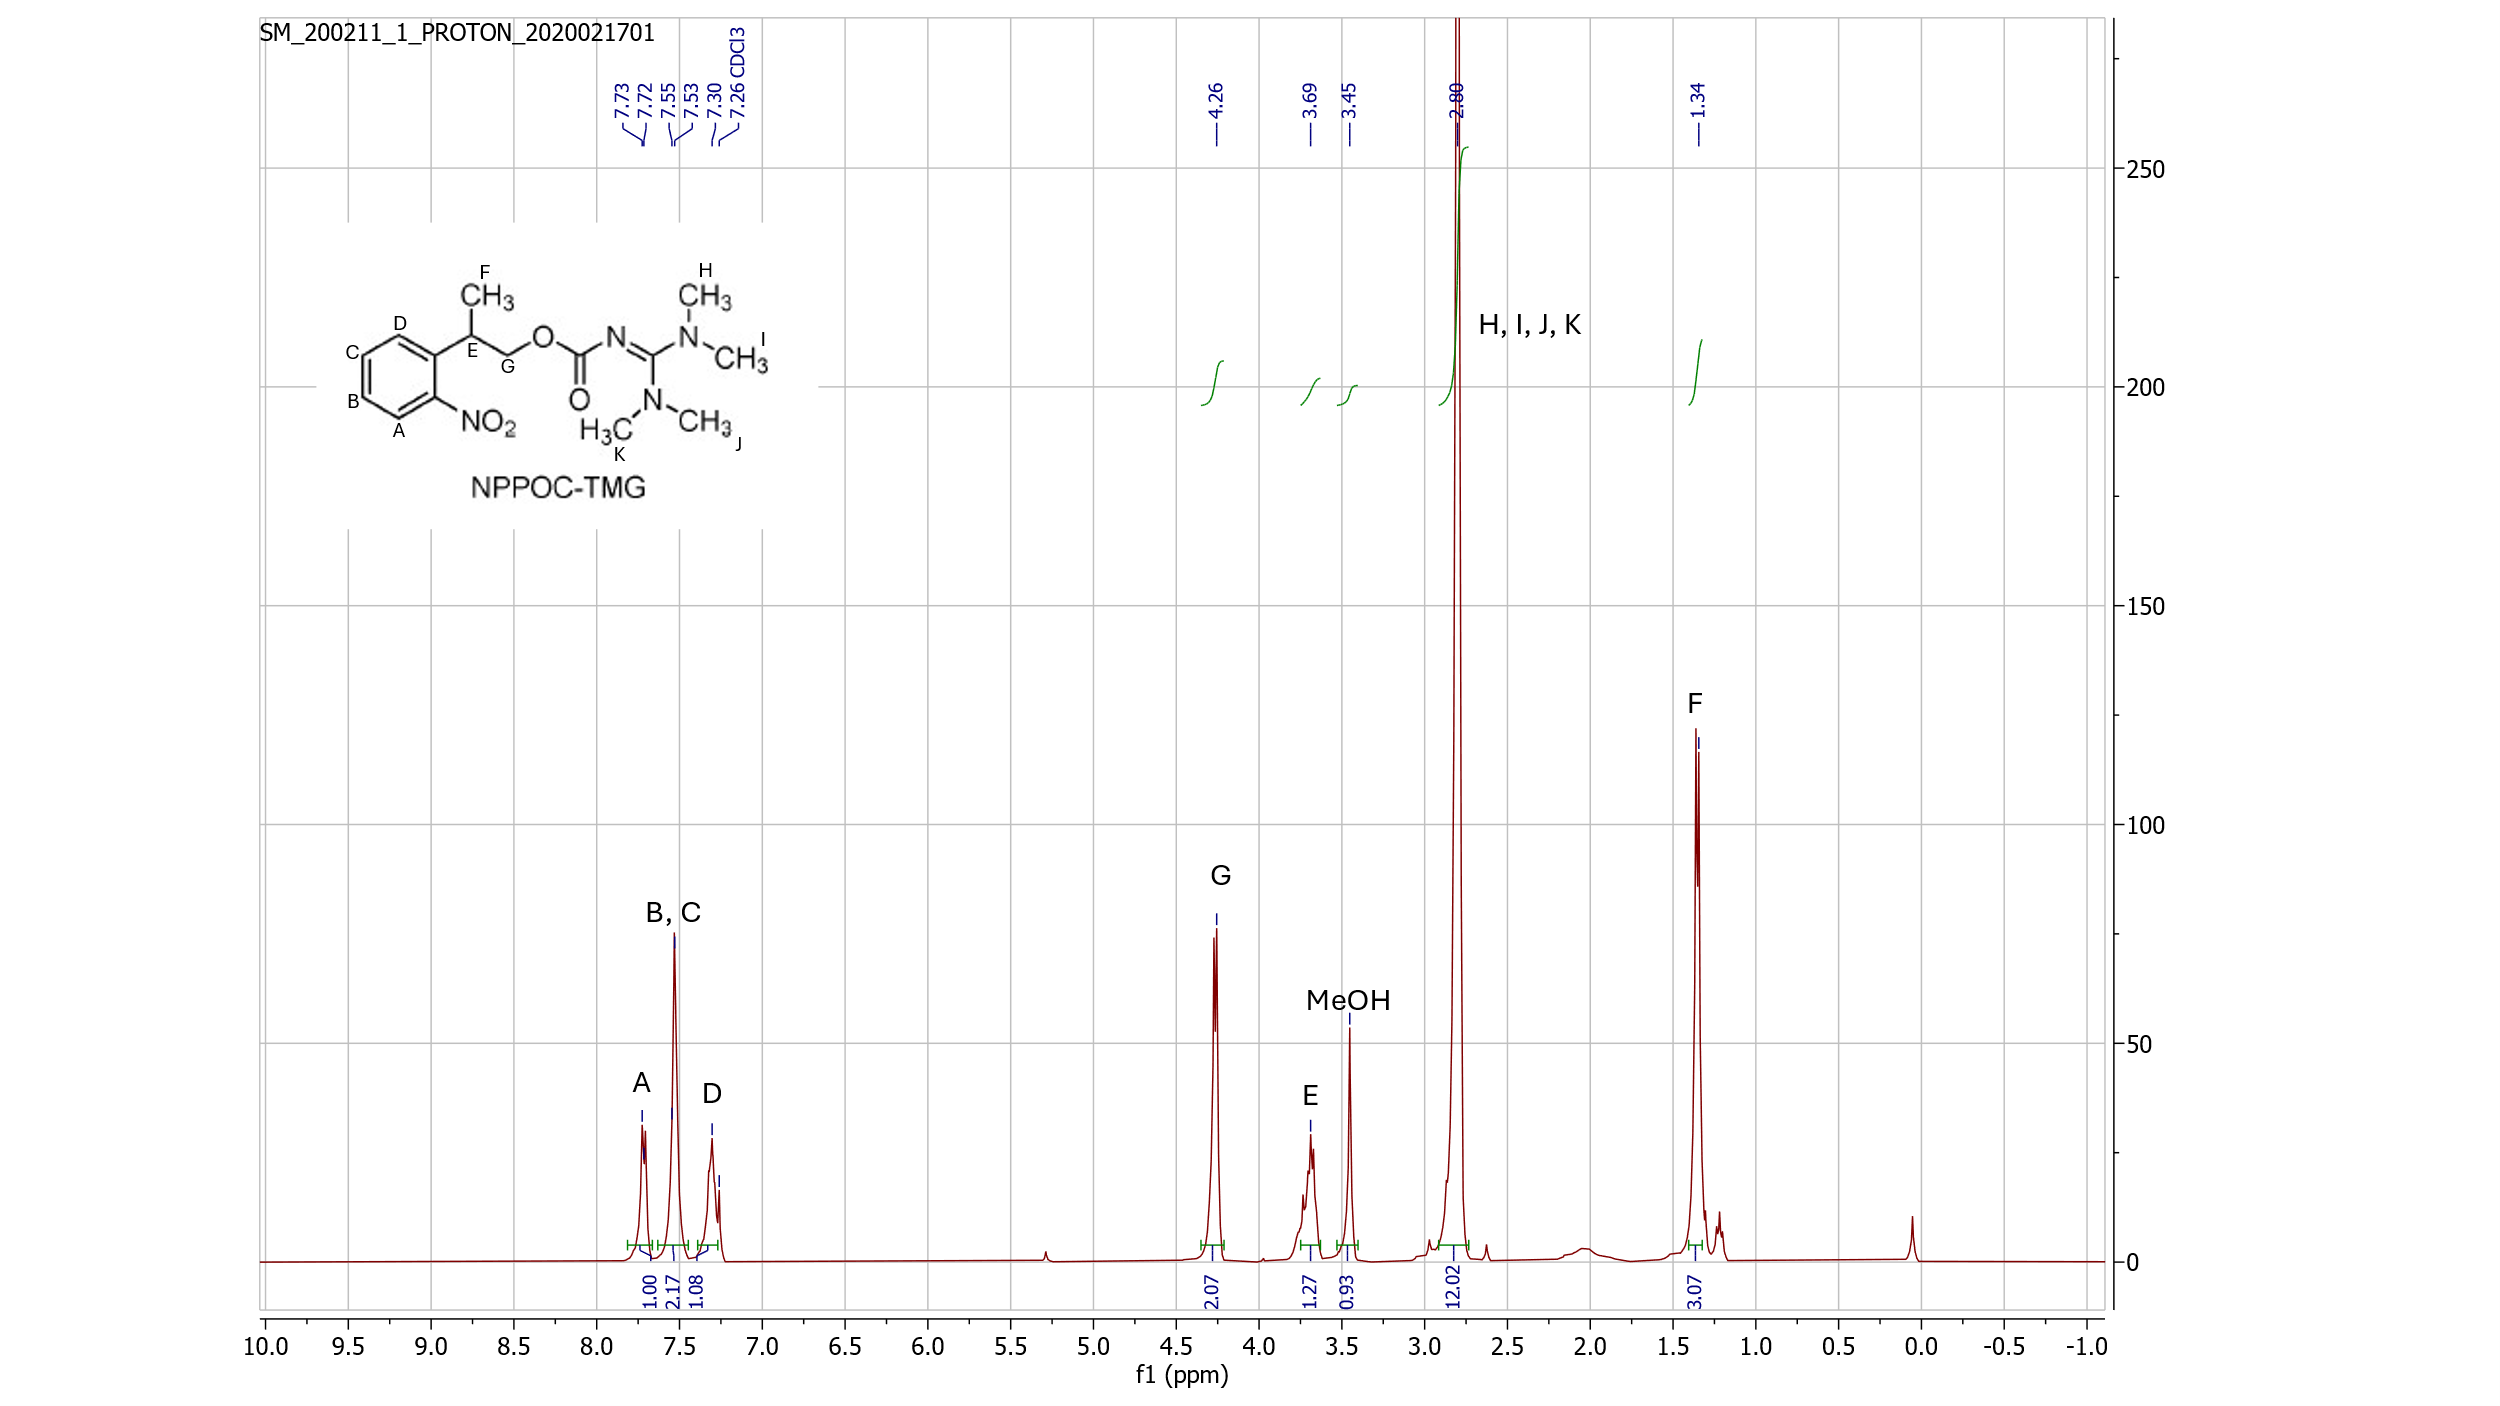 SM_200211_1_PROTON_2020021701
7.73
7.72
7.55
7.53
7.30
7.26 CDCl3
4.26
3.69
3.45
2.80
1.34
250
200
150
100
50
0
F
CH3
H
CH3
D
O
N
N
I
CH3
C
E
G
B
O
N
NO2
H3C
CH3
A
K
J
NPPOC-TMG
H, I, J, K
F
G
B, C
MeOH
A
D
E
1.00
2.17
1.08
2.07
1.27
0.93
12.02
3.07
10.0 9.5 9.0 8.5 8.0 7.5 7.0 6.5 6.0 5.5 5.0 4.5 4.0 3.5 3.0 2.5 2.0 1.5 1.0 0.5 0.0 -0.5 -1.0
f1 (ppm)